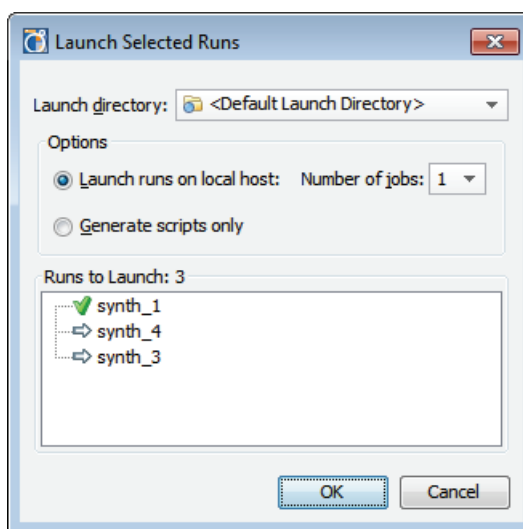 Launch Selected Runs
Launch directory: <Default Launch Directory>
Options
Launch runs on local host: Number of jobs: 1
Generate scripts only
Runs to Launch: 3
synth_1
synth_4
synth_3
OK Cancel